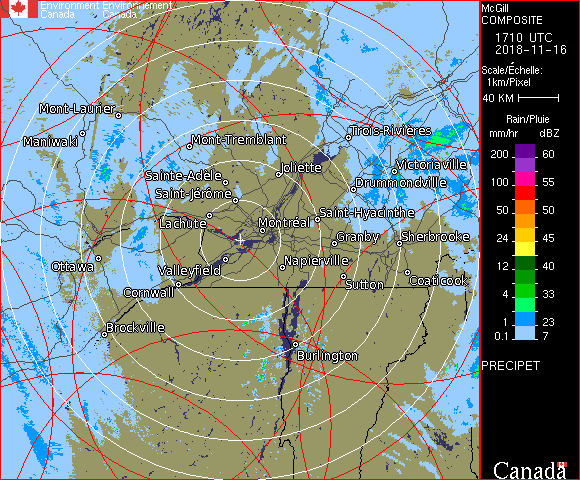 Environment Environnement
Canada Canada
McGill
COMPOSITE
1710 UTC
2018-11-16
Scale/Échelle:
1km/Pixel
40 KM
Rain/Pluie
mm/hr dBZ
200 60
150 57
100 55
50 50
24 45
12 40
4 33
1 23
0.1 7
PRECIPET
Mont-Laurier
Maniwaki
Mont-Tremblant
Trois-Rivières
Joliette
Victoriaville
Sainte-Adèle
Drummondville
Saint-Jérôme
Lachute
Saint-Hyacinthe
Montréal
Granby
Sherbrooke
Ottawa
Valleyfield
Napierville
Cornwall
Sutton
Coaticook
Brockville
Burlington
Canada